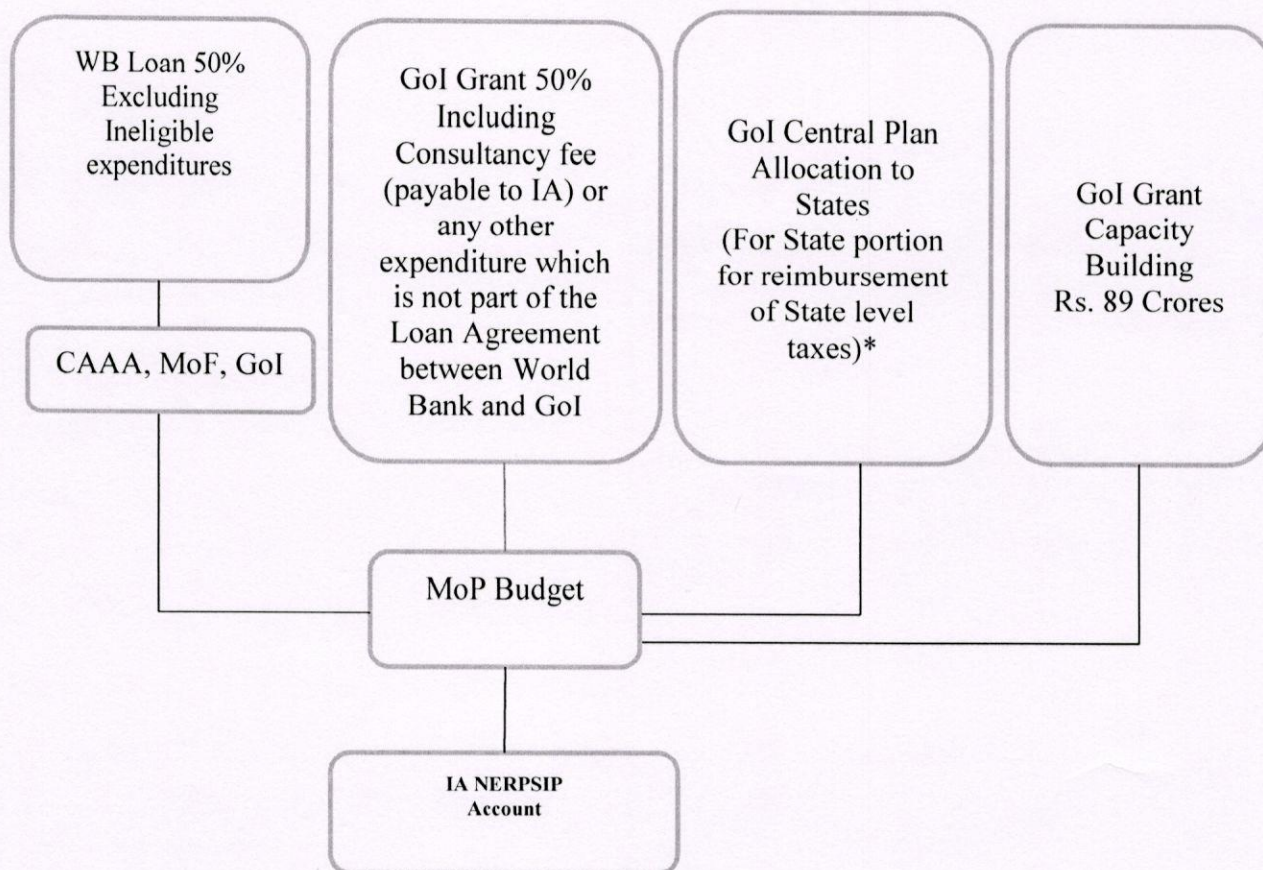 WB Loan 50%
Excluding
Ineligible
expenditures
GoI Grant 50%
Including
Consultancy fee
(payable to IA) or
any other
expenditure which
is not part of the
Loan Agreement
between World
Bank and GoI
GoI Central Plan
Allocation to
States
(For State portion
for reimbursement
of State level
taxes)*
GoI Grant
Capacity
Building
Rs. 89 Crores
CAAA, MoF, GoI
MoP Budget
IA NERPSIP
Account